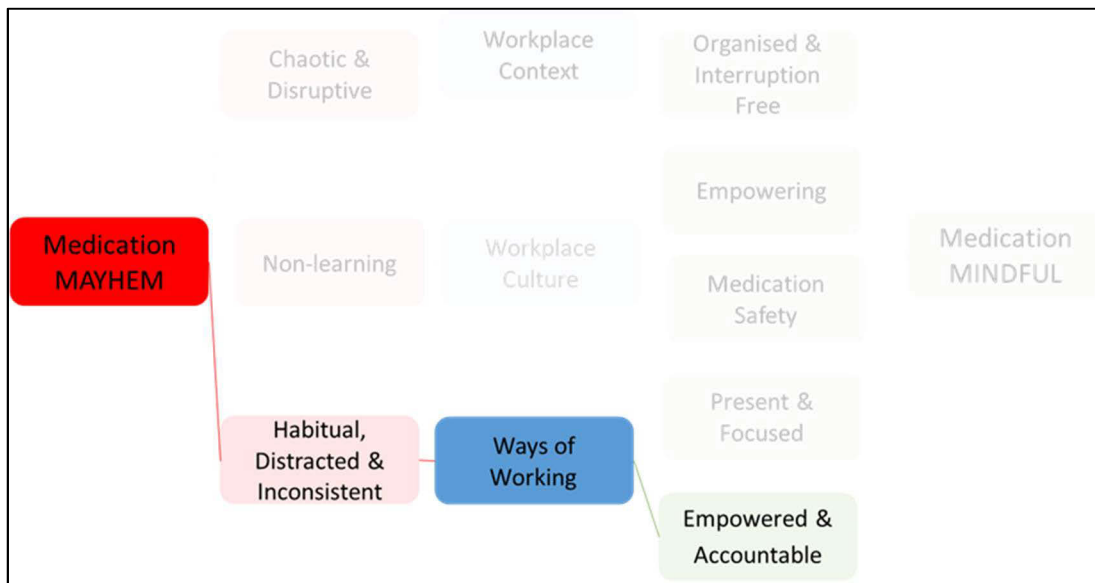 Chaotic &
Disruptive
Workplace
Context
Organised &
Interruption
Free
Empowering
Medication
MAYHEM
Non-learning
Workplace
Culture
Medication
Safety
Medication
MINDFUL
Present &
Focused
Habitual,
Distracted &
Inconsistent
Ways of
Working
Empowered &
Accountable